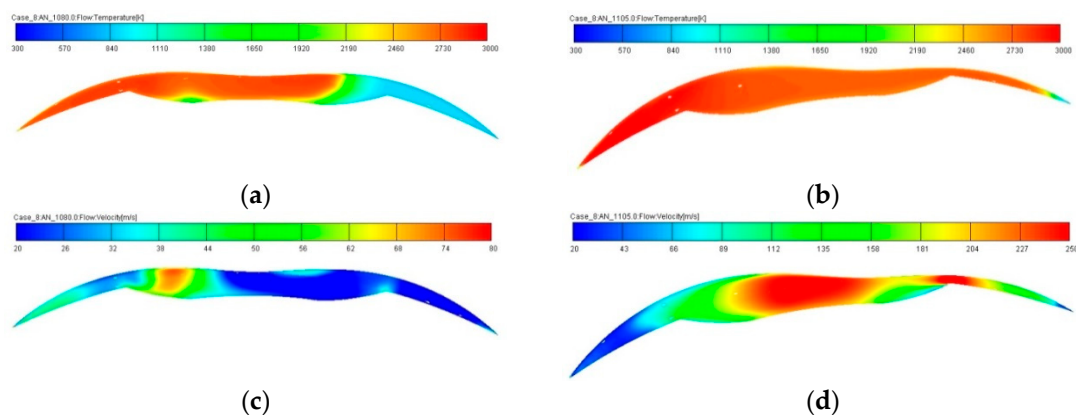 Case_8:AN_1080.0:Flow:Temperature[K]
300 570 840 1110 1380 1650 1920 2190 2460 2730 3000
Case_8:AN_1105.0:Flow:Temperature[K]
300 570 840 1110 1380 1650 1920 2190 2460 2730 3000
(a)
(b)
Case_8:AN_1080.0:Flow:Velocity[m/s]
20 26 32 38 44 50 56 62 68 74 80
Case_8:AN_1105.0:Flow:Velocity[m/s]
20 43 66 89 112 135 158 181 204 227 250
(c)
(d)